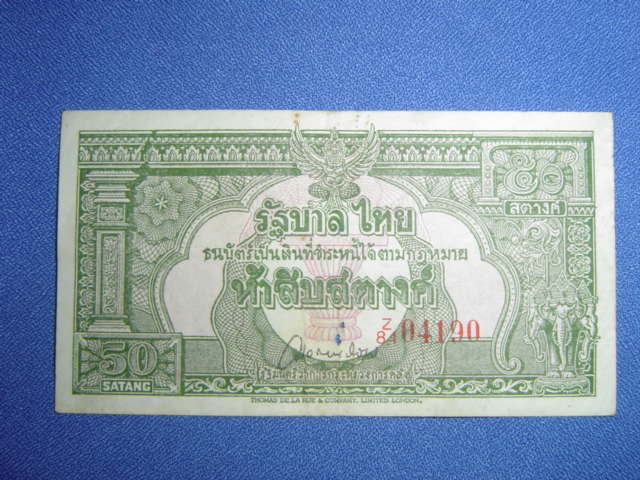 ๕๐
สตางค์
รัฐบาลไทย
ธนบัตร์เป็นเงินที่ชำระหนี้ได้ตามกฎหมาย
ห้าสิบสตางค์
Z/84 04190
50
SATANG
THOMAS DE LA RUE & COMPANY, LIMITED, LONDON.